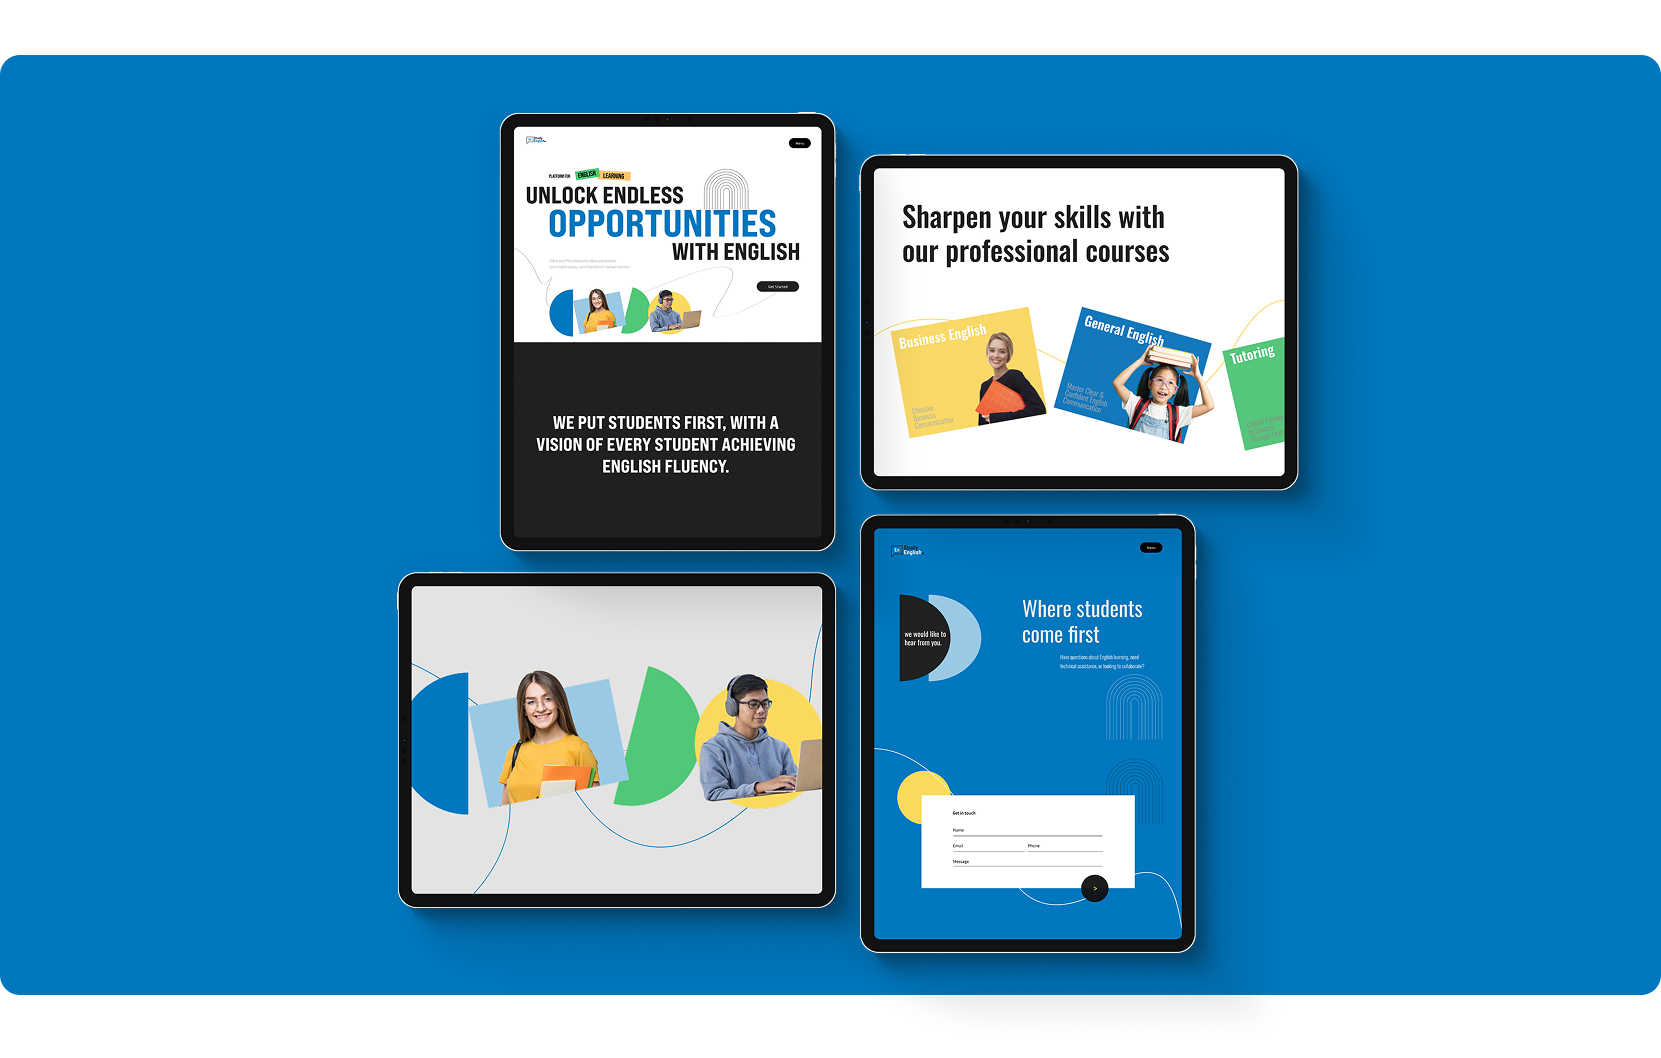 Study
English
Menu
PLATFORM FOR ENGLISH LEARNING
UNLOCK ENDLESS
OPPORTUNITIES
WITH ENGLISH
Get Started
WE PUT STUDENTS FIRST, WITH A
VISION OF EVERY STUDENT ACHIEVING
ENGLISH FLUENCY.
Sharpen your skills with
our professional courses
Business English
Effective
Business
Communication
General English
Master Clear &
Confident English
Communication
Tutoring
En Study
English
Menu
we would like to
hear from you.
Where students
come first
Have questions about English learning, need
technical assistance, or looking to collaborate?
Get in touch
Name
Email Phone
Message
>